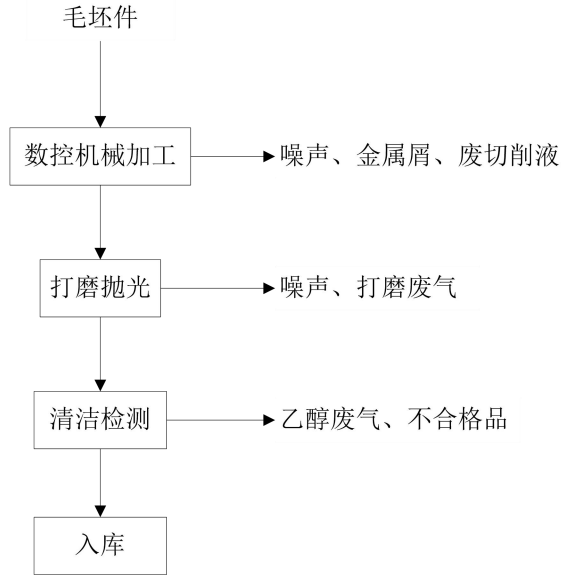 毛坯件
数控机械加工
噪声、金属屑、废切削液
打磨抛光
噪声、打磨废气
清洁检测
乙醇废气、不合格品
入库